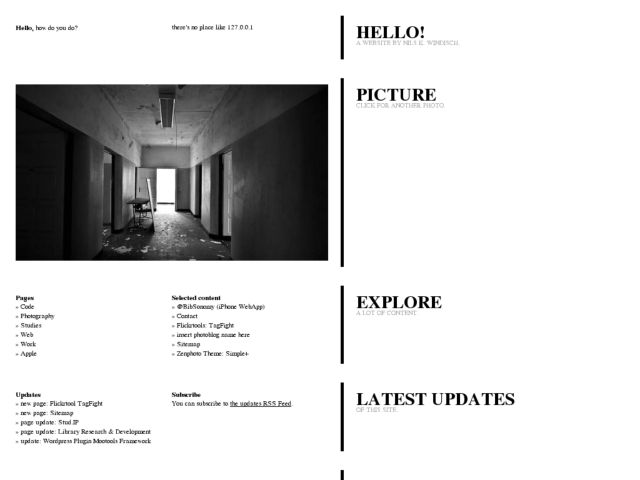 Hello, how do you do?
there's no place like 127.0.0.1
HELLO!
A WEBSITE BY NILS K. WINDISCH.
PICTURE
CLICK FOR ANOTHER PHOTO.
Pages
» Code
» Photography
» Studies
» Web
» Work
» Apple
Selected content
» @BibSonomy (iPhone WebApp)
» Contact
» Flickrtools: TagFight
» insert photoblog name here
» Sitemap
» Zenphoto Theme: Simple+
EXPLORE
A LOT OF CONTENT.
Updates
» new page: Flickrtool TagFight
» new page: Sitemap
» page update: Stud.IP
» page update: Library Research & Development
» update: Wordpress Plugin Mootools Framework
Subscribe
You can subscribe to the updates RSS Feed.
LATEST UPDATES
OF THIS SITE.